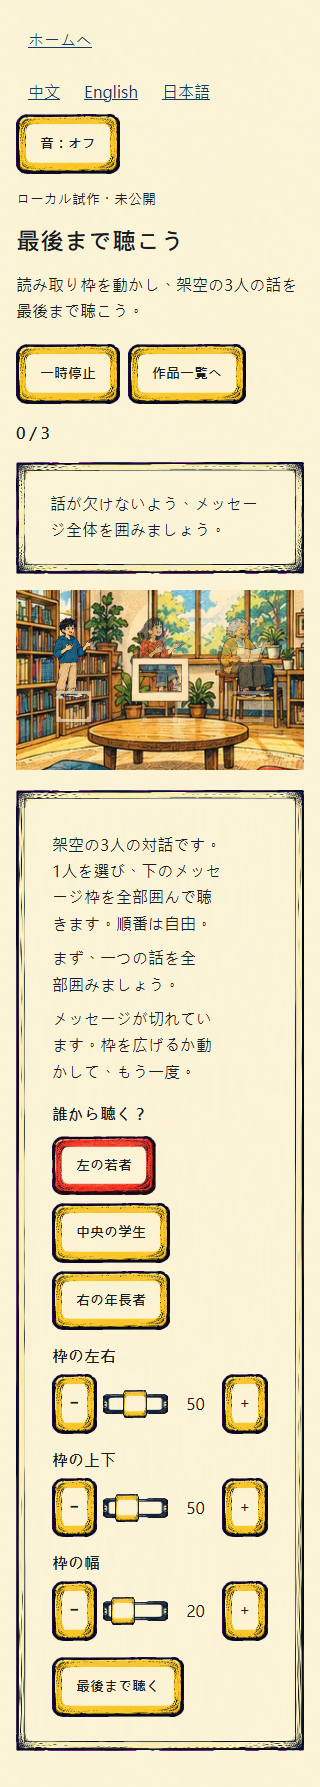 ホームへ
中文 English 日本語
音：オフ
ローカル試作・未公開
最後まで聴こう
読み取り枠を動かし、架空の3人の話を
最後まで聴こう。
一時停止 作品一覧へ
0/3
話が欠けないよう、メッセー
ジ全体を囲みましょう。
架空の3人の対話です。
1人を選び、下のメッセ
ージ枠を全部囲んで聴
きます。順番は自由。
まず、一つの話を全
部囲みましょう。
メッセージが切れてい
ます。枠を広げるか動
かして、もう一度。
誰から聴く？
左の若者
中央の学生
右の年長者
枠の左右
− 50 +
枠の上下
− 50 +
枠の幅
− 20 +
最後まで聴く